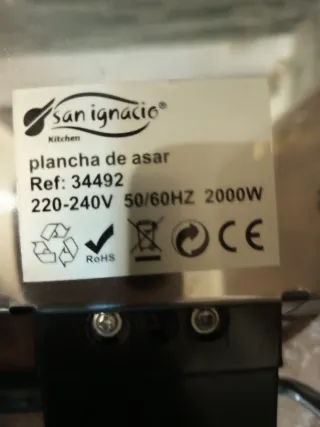 san ignacio®
Kitchen
plancha de asar
Ref: 34492
220-240V 50/60HZ 2000W
RoHS
CE